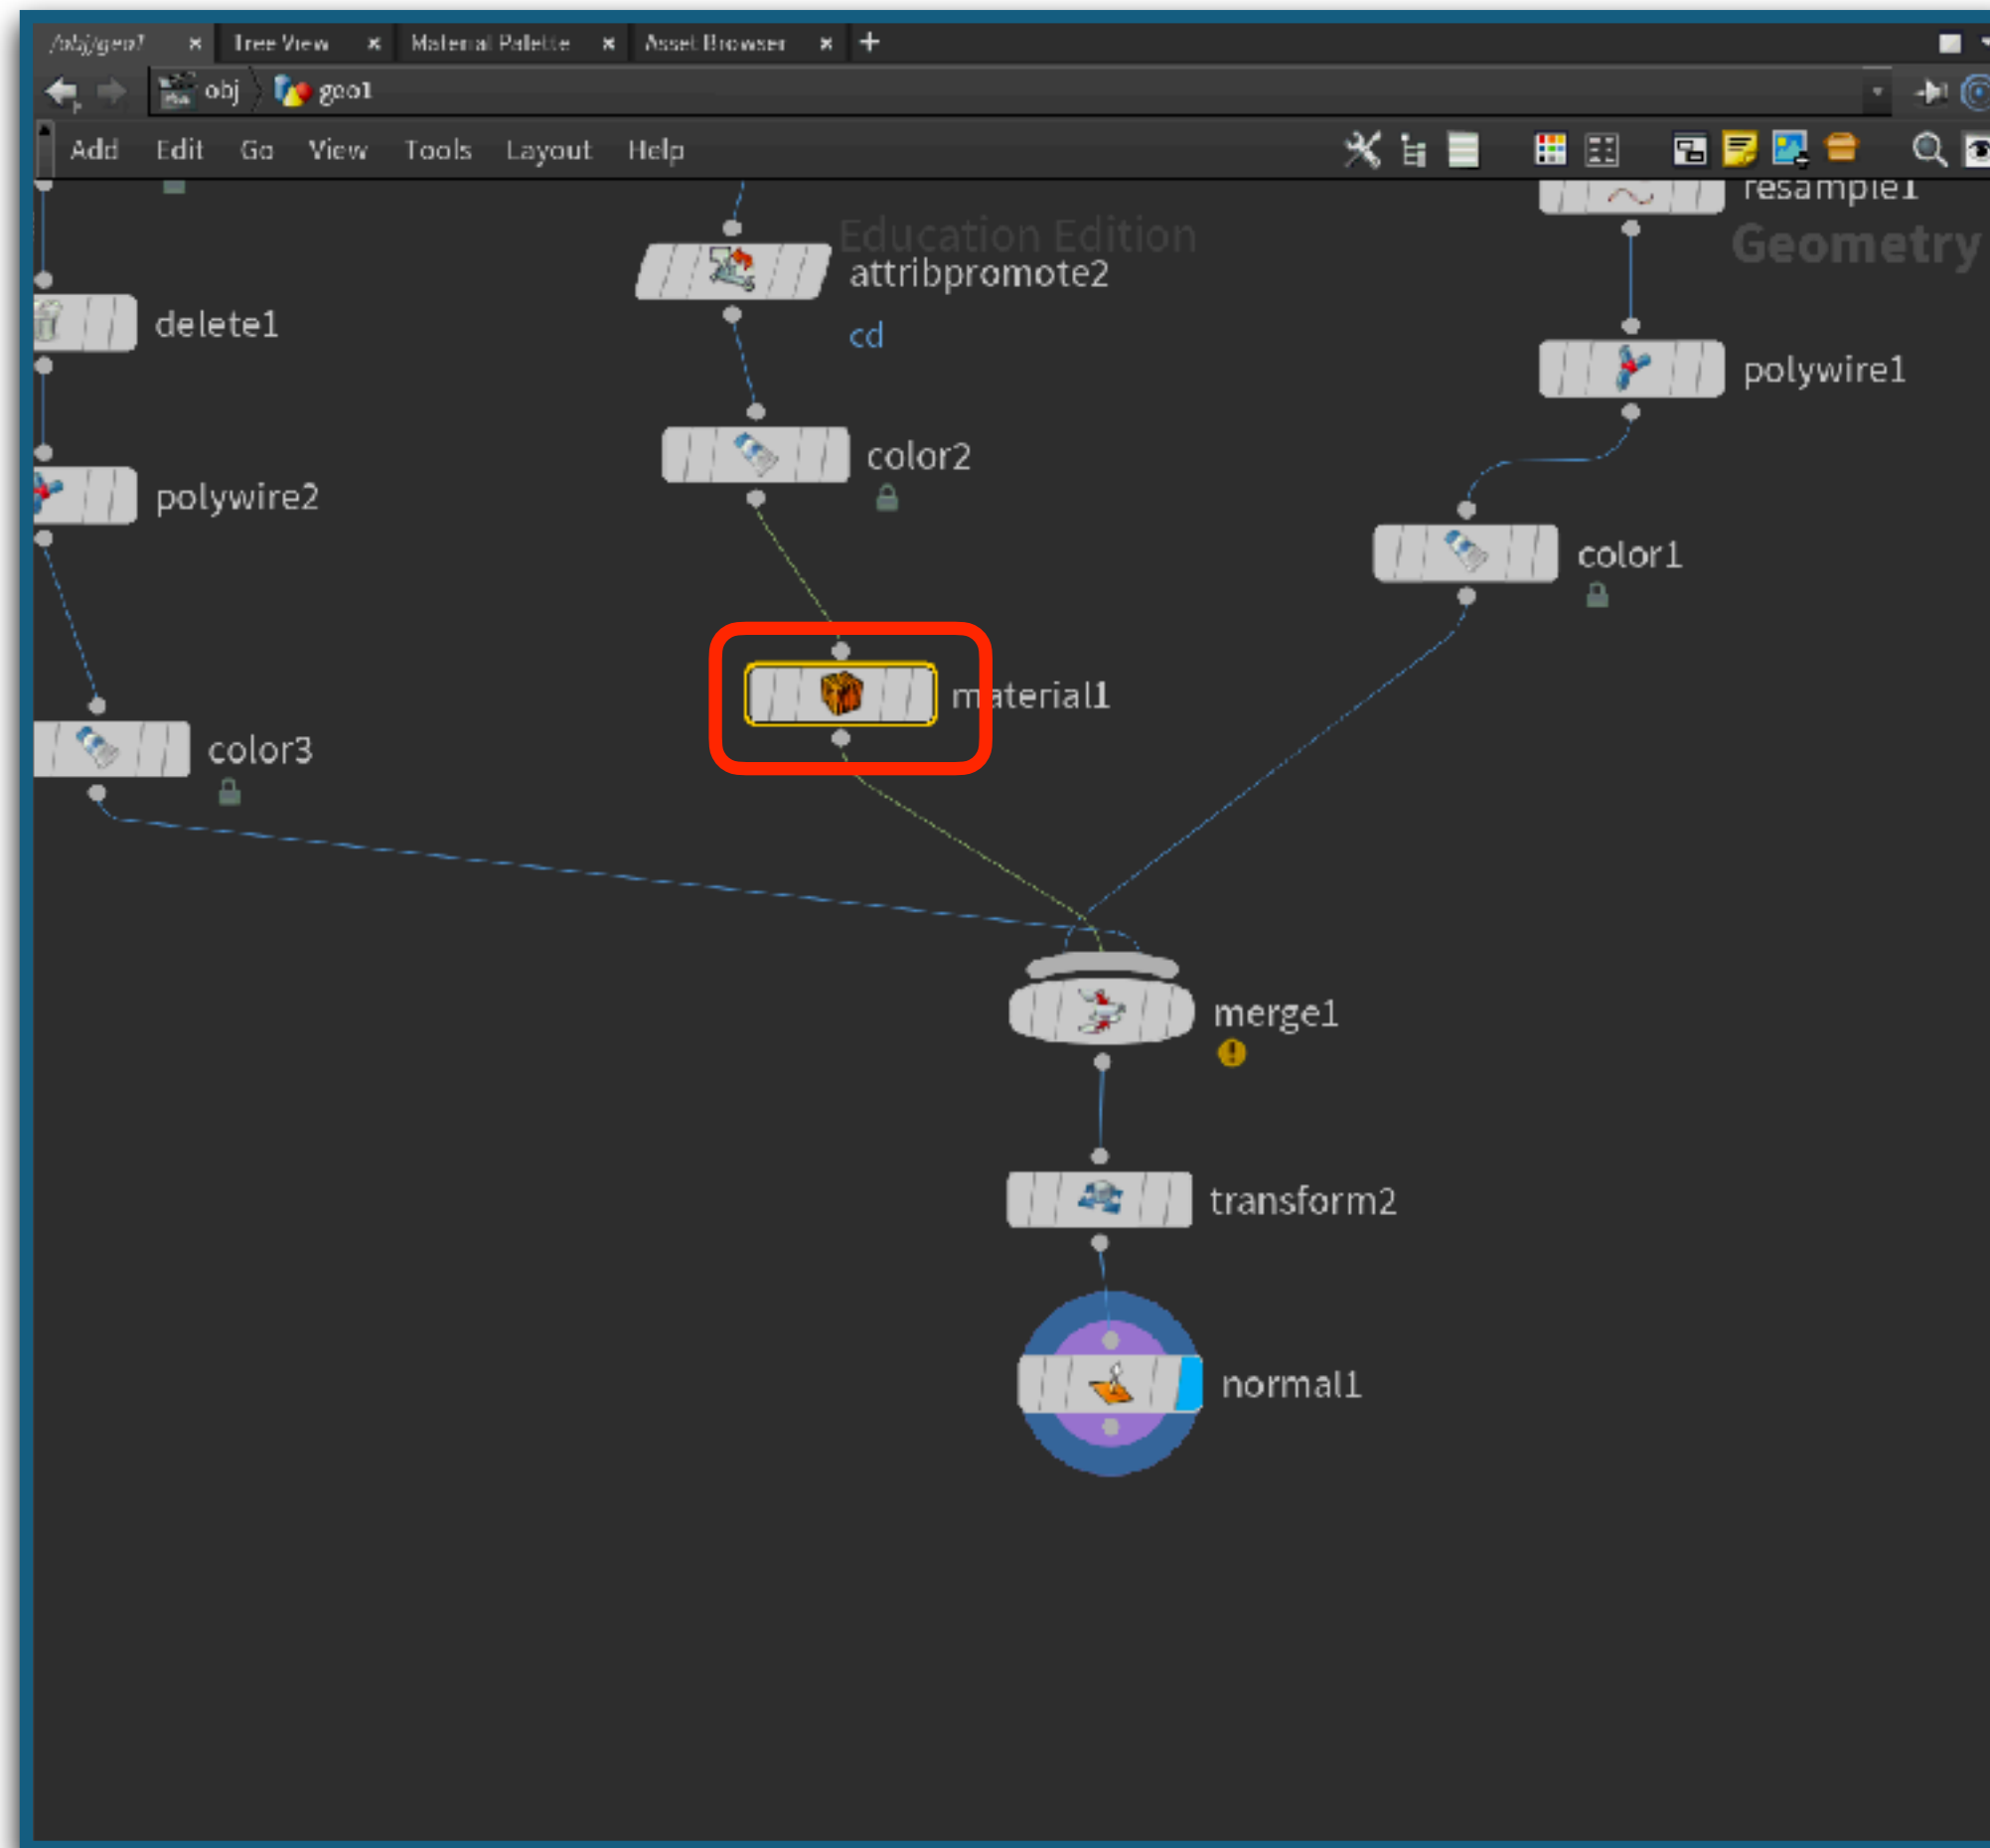 /obj/geo1 Tree View Material Palette Asset Browser
obj geo1
Add Edit Go View Tools Layout Help
resample1
Education Edition
Geometry
attribpromote2
delete1
cd
polywire1
color2
polywire2
color1
material1
color3
merge1
transform2
normal1